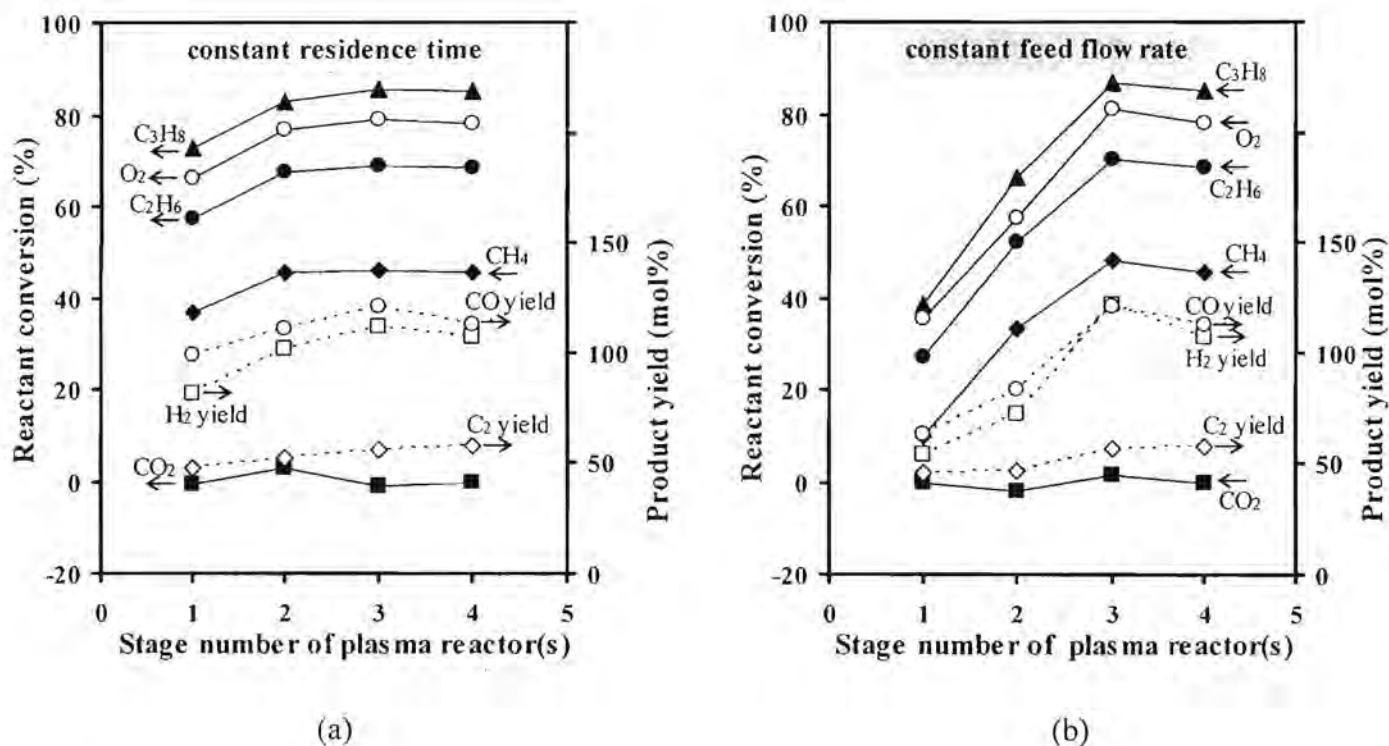 constant residence time
Reactant conversion (%)
100
80
60
40
20
0
-20
C₃H₈
O₂
C₂H₆
CH₄
CO yield
H₂ yield
C₂ yield
CO₂
150
100
50
0
Product yield (mol%)
0 1 2 3 4 5
Stage number of plasma reactor(s)
(a)
constant feed flow rate
Reactant conversion (%)
100
80
60
40
20
0
-20
C₃H₈
O₂
C₂H₆
CH₄
CO yield
H₂ yield
C₂ yield
CO₂
150
100
50
0
Product yield (mol%)
0 1 2 3 4 5
Stage number of plasma reactor(s)
(b)